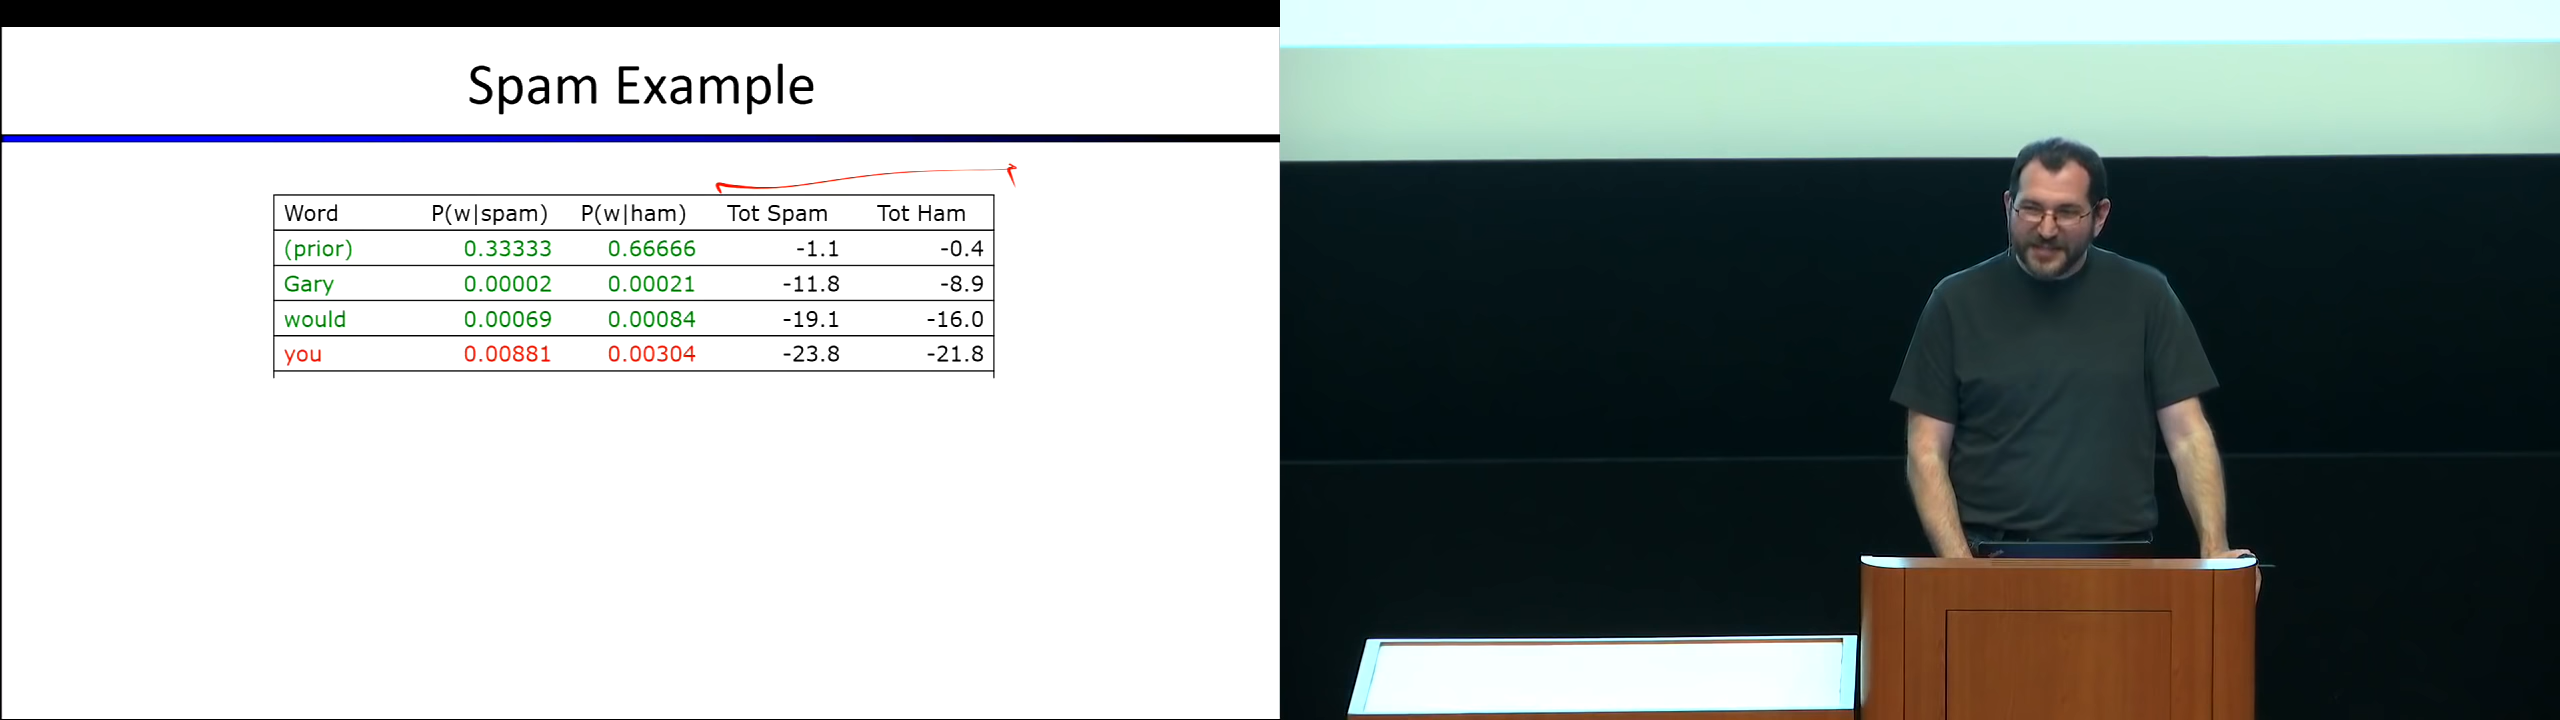 Spam Example
Word P(w|spam) P(w|ham) Tot Spam Tot Ham
(prior) 0.33333 0.66666 -1.1 -0.4
Gary 0.00002 0.00021 -11.8 -8.9
would 0.00069 0.00084 -19.1 -16.0
you 0.00881 0.00304 -23.8 -21.8